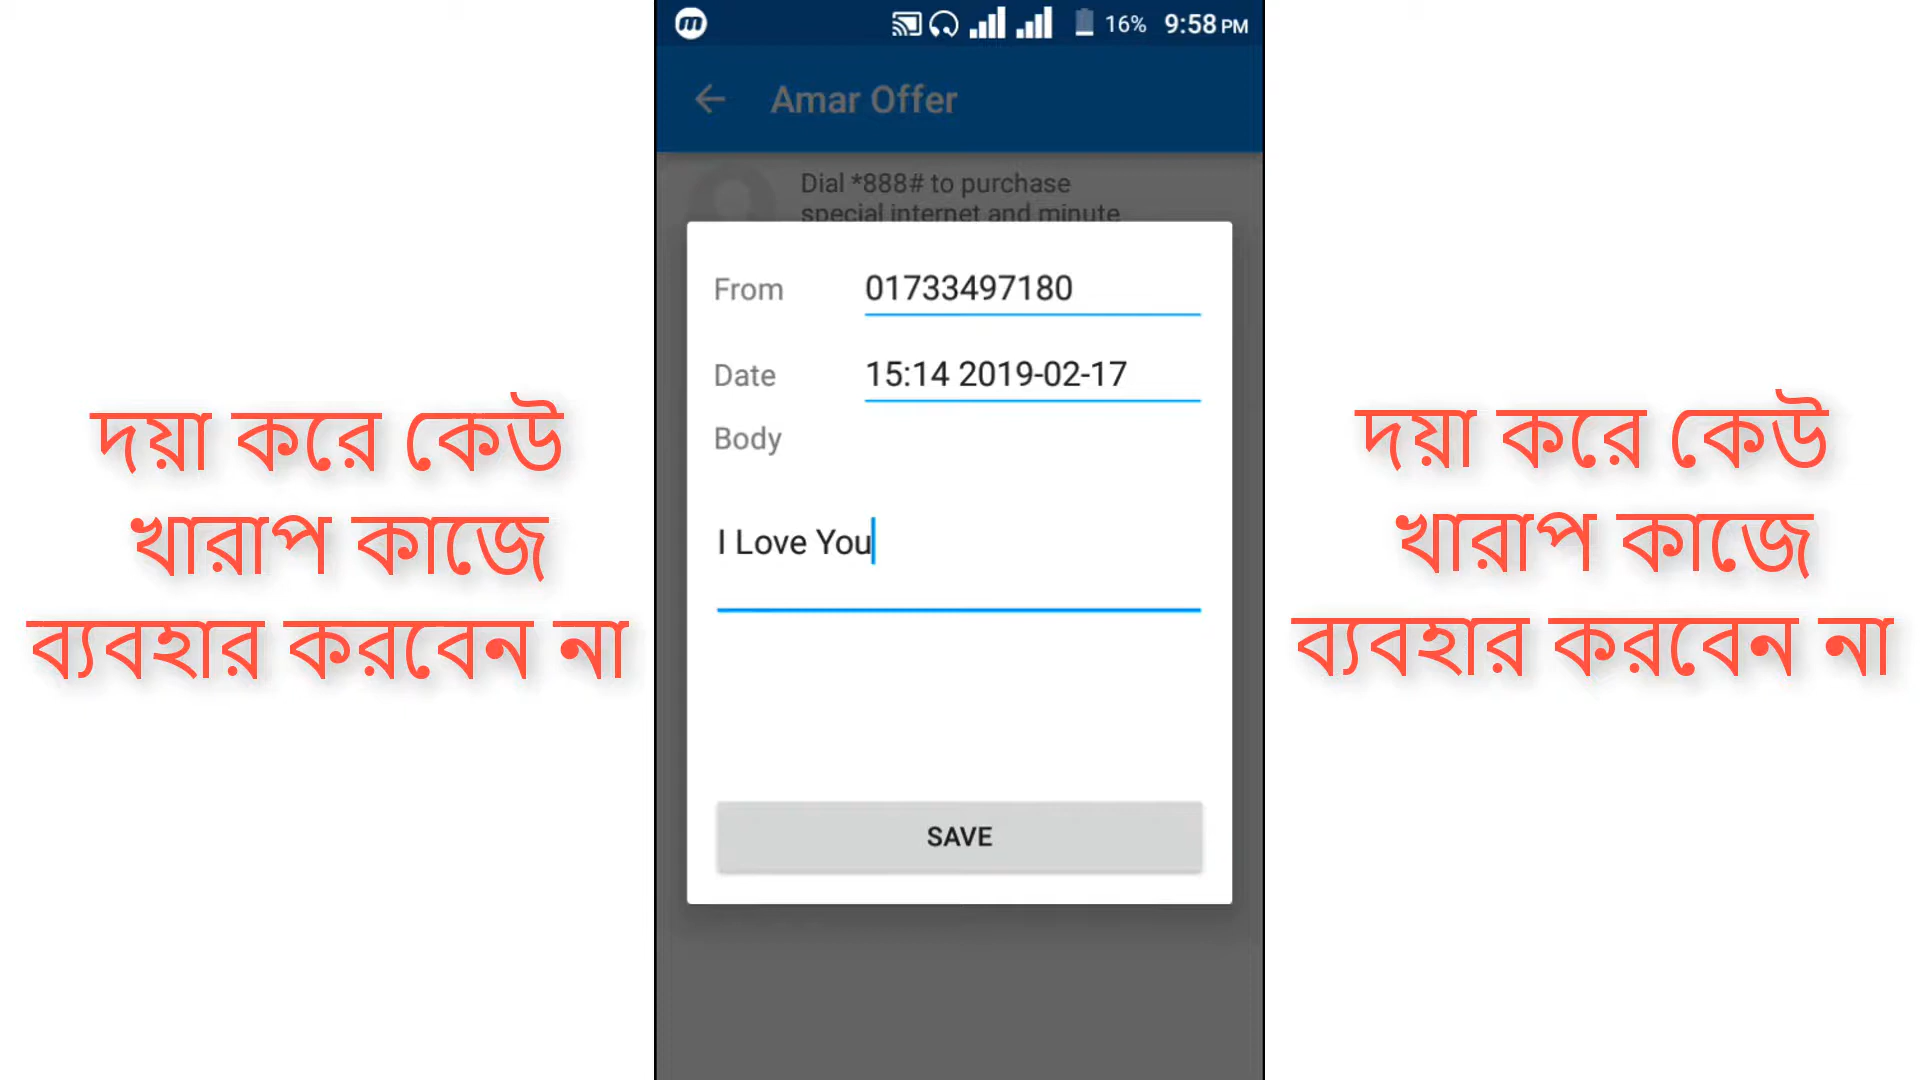 16% 9:58 PM
Amar Offer
Dial *888# to purchase
special internet and minute
From 01733497180
Date 15:14 2019-02-17
Body
I Love You
SAVE
দয়া করে কেউ
খারাপ কাজে
ব্যবহার করবেন না
দয়া করে কেউ
খারাপ কাজে
ব্যবহার করবেন না